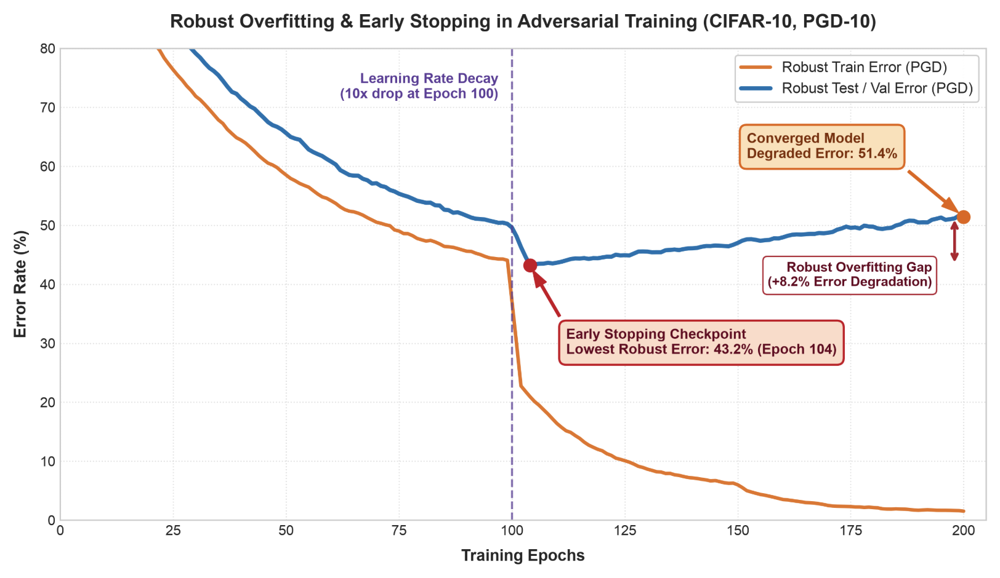 Robust Overfitting & Early Stopping in Adversarial Training (CIFAR-10, PGD-10)
Robust Train Error (PGD)
Robust Test / Val Error (PGD)
Learning Rate Decay
(10x drop at Epoch 100)
Converged Model
Degraded Error: 51.4%
Robust Overfitting Gap
(+8.2% Error Degradation)
Early Stopping Checkpoint
Lowest Robust Error: 43.2% (Epoch 104)
Error Rate (%)
80
70
60
50
40
30
20
10
0
0 25 50 75 100 125 150 175 200
Training Epochs